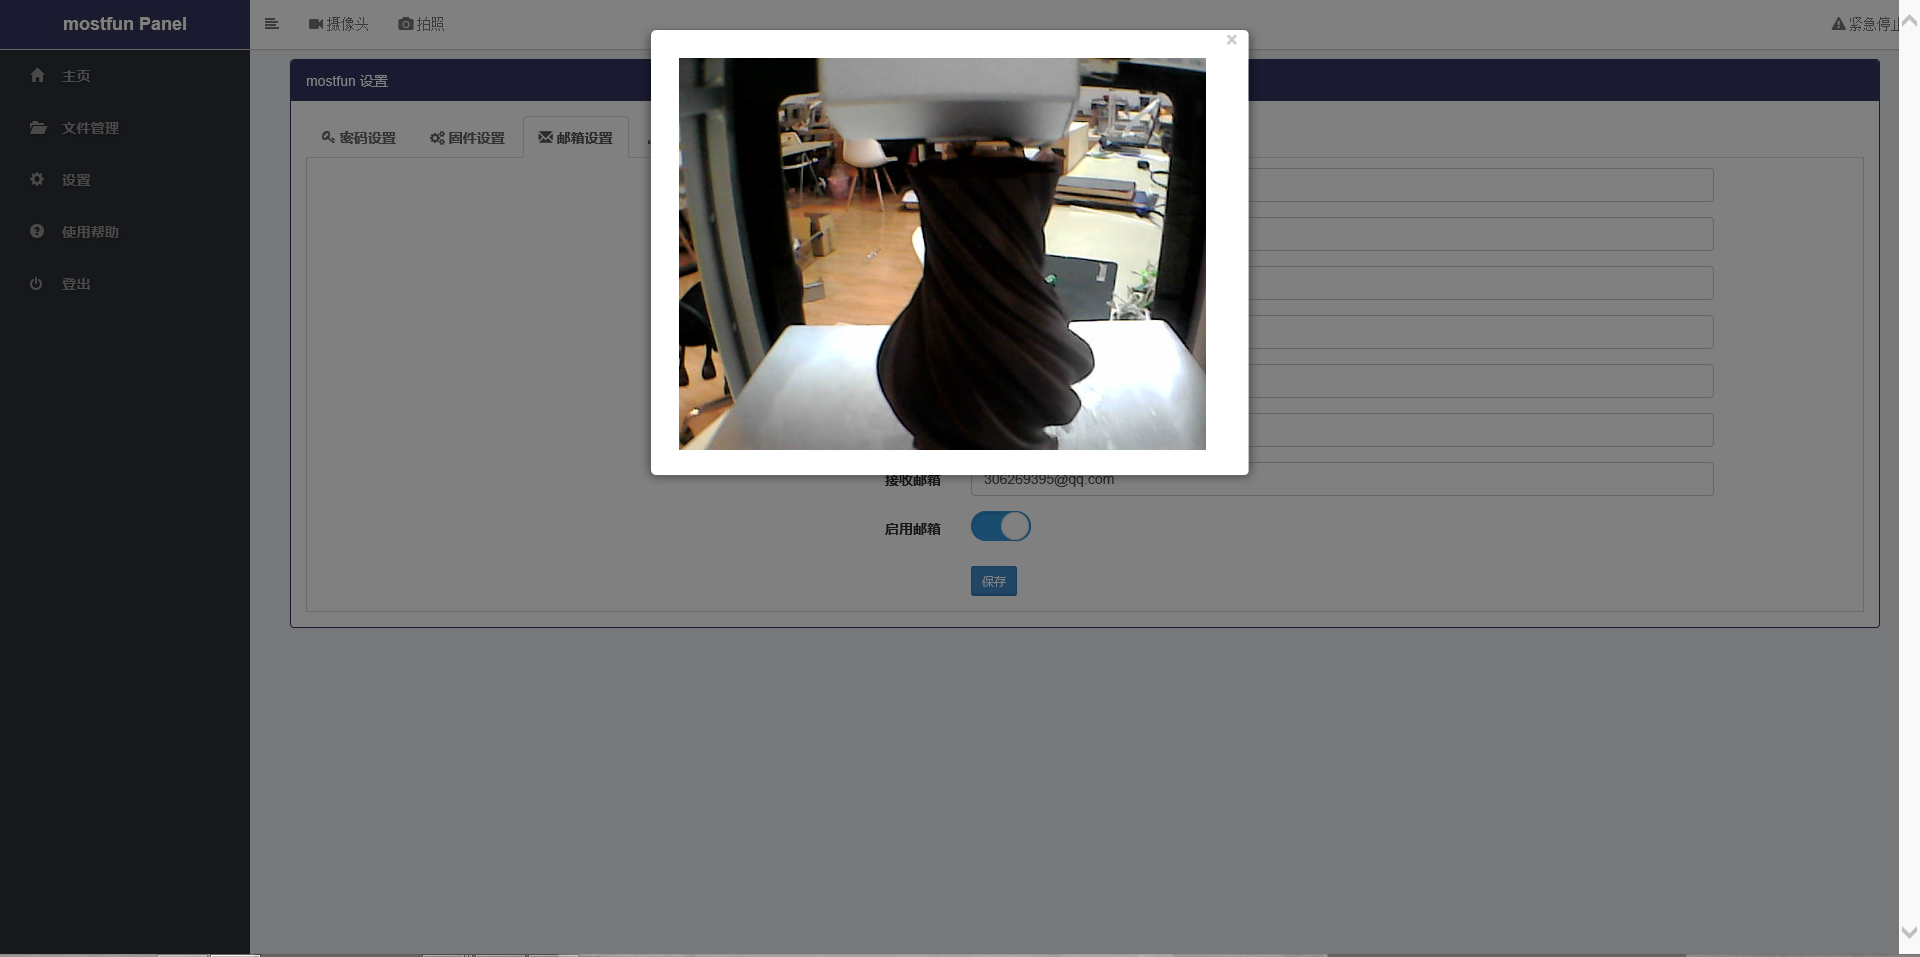 mostfun Panel
摄像头
拍照
紧急停止
主页
文件管理
设置
使用帮助
登出
mostfun 设置
密码设置
固件设置
邮箱设置
接收邮箱
306269395@qq.com
启用邮箱
保存